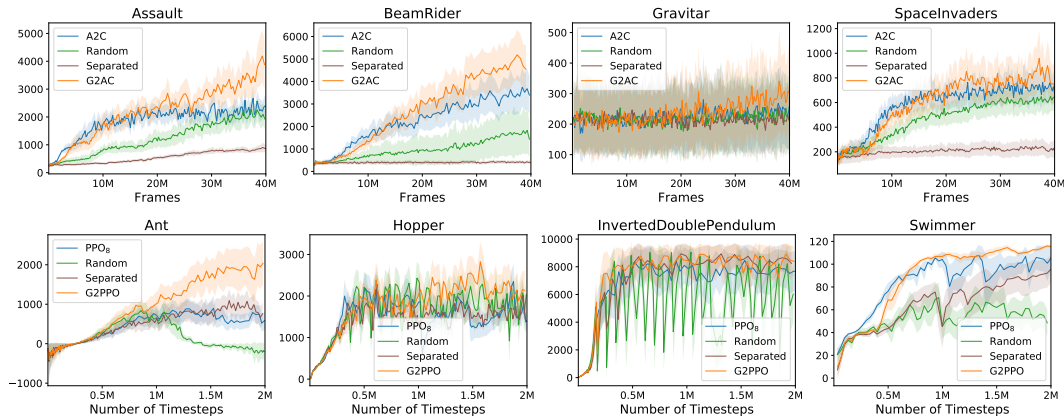 Assault
5000
4000
3000
2000
1000
0
A2C
Random
Separated
G2AC
10M 20M 30M 40M
Frames
BeamRider
6000
5000
4000
3000
2000
1000
0
A2C
Random
Separated
G2AC
10M 20M 30M 40M
Frames
Gravitar
500
400
300
200
100
A2C
Random
Separated
G2AC
10M 20M 30M 40M
Frames
SpaceInvaders
1200
1000
800
600
400
200
A2C
Random
Separated
G2AC
10M 20M 30M 40M
Frames
Ant
2000
1000
0
−1000
PPO₈
Random
Separated
G2PPO
0.5M 1M 1.5M 2M
Number of Timesteps
Hopper
3000
2000
1000
0
PPO₈
Random
Separated
G2PPO
0.5M 1M 1.5M 2M
Number of Timesteps
InvertedDoublePendulum
10000
8000
6000
4000
2000
0
PPO₈
Random
Separated
G2PPO
0.5M 1M 1.5M 2M
Number of Timesteps
Swimmer
120
100
80
60
40
20
0
PPO₈
Random
Separated
G2PPO
0.5M 1M 1.5M 2M
Number of Timesteps